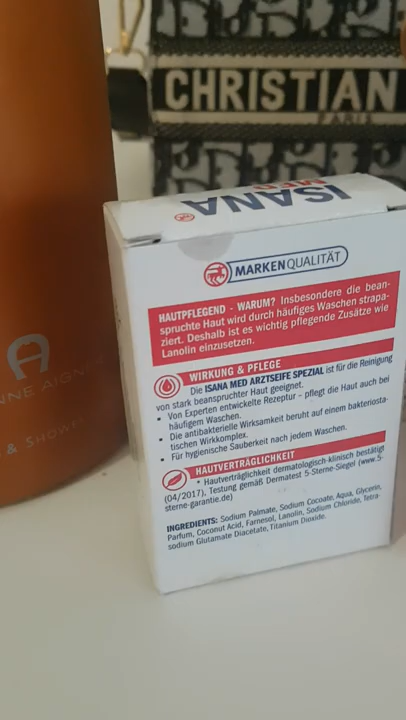 CHRISTIAN
PARIS
ISANA
MED
MARKENQUALITÄT
HAUTPFLEGEND - WARUM? Insbesondere die bean-
spruchte Haut wird durch häufiges Waschen strapa-
ziert. Deshalb ist es wichtig pflegende Zusätze wie
Lanolin einzusetzen.
WIRKUNG & PFLEGE
Die ISANA MED ARZTSEIFE SPEZIAL ist für die Reinigung
von stark beanspruchter Haut geeignet.
• Von Experten entwickelte Rezeptur – pflegt die Haut auch bei
häufigem Waschen.
• Die antibakterielle Wirksamkeit beruht auf einem bakteriosta-
tischen Wirkkomplex.
• Für hygienische Sauberkeit nach jedem Waschen.
HAUTVERTRÄGLICHKEIT
• Hautverträglichkeit dermatologisch-klinisch bestätigt
(04/2017), Testung gemäß Dermatest 5-Sterne-Siegel (www.5-
sterne-garantie.de)
INGREDIENTS: Sodium Palmate, Sodium Cocoate, Aqua, Glycerin,
Parfum, Coconut Acid, Farnesol, Lanolin, Sodium Chloride, Tetra-
sodium Glutamate Diacetate, Titanium Dioxide.
NNE AIGNE
& SHOWE